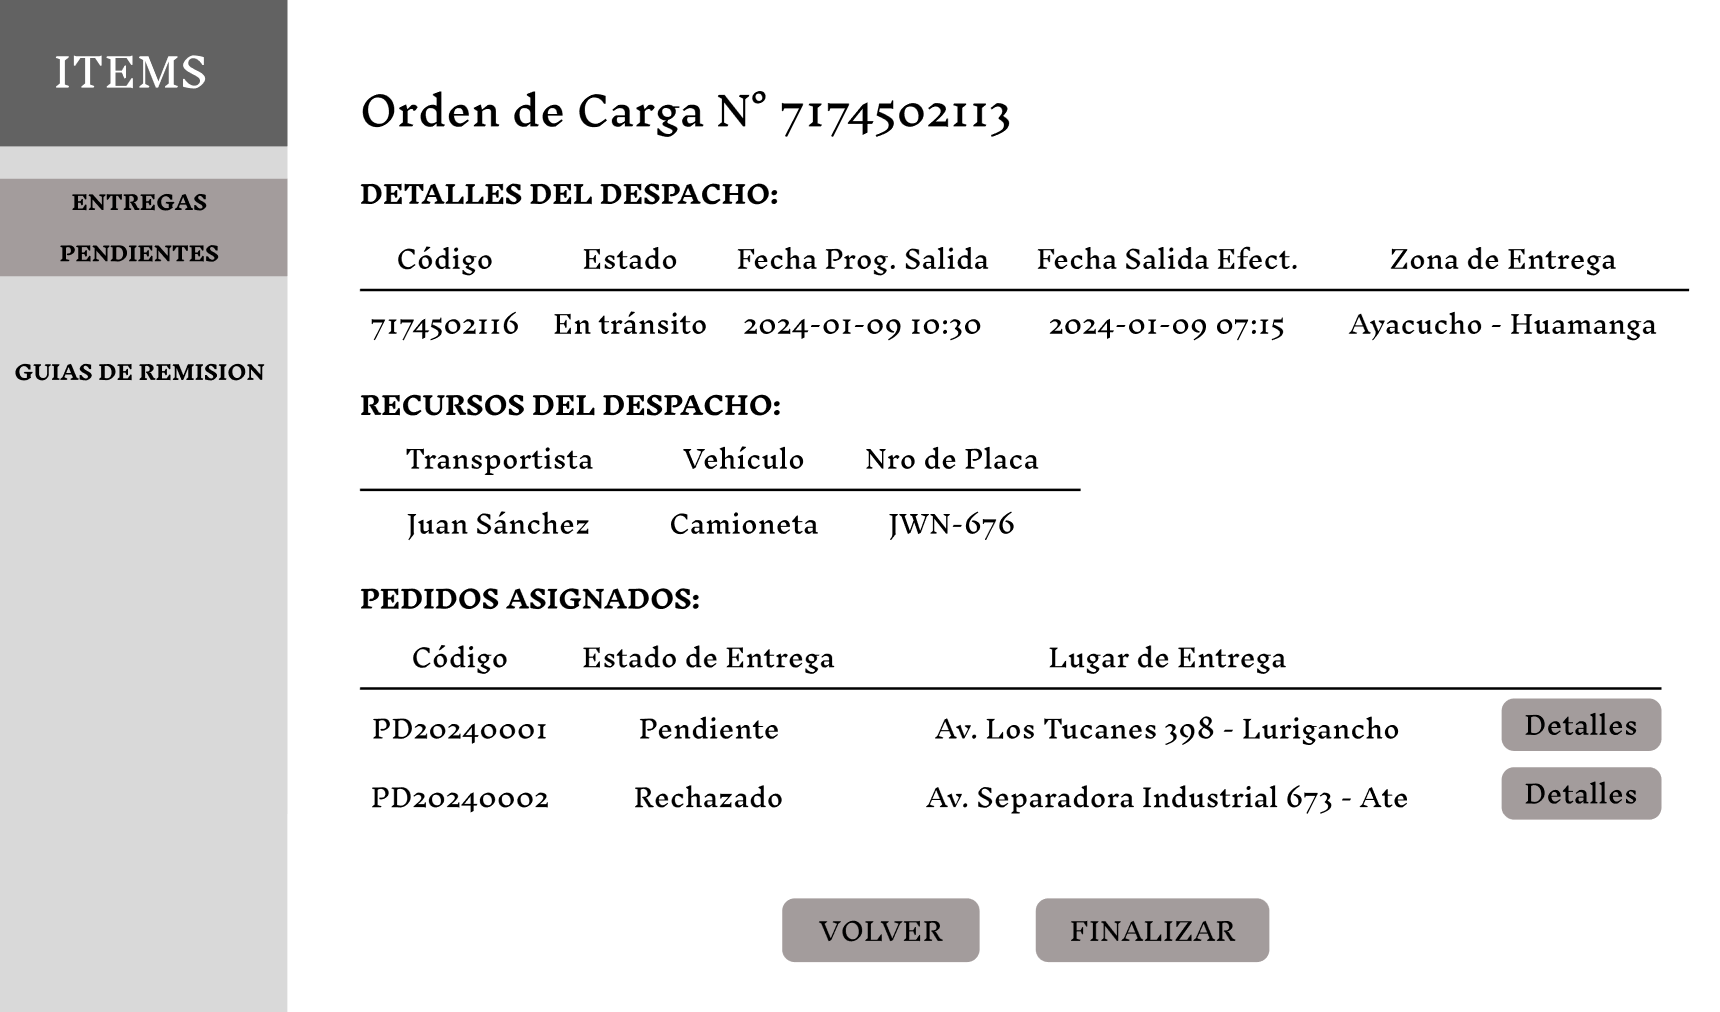 ITEMS
ENTREGAS
PENDIENTES
GUIAS DE REMISION
Orden de Carga N° 7174502113
DETALLES DEL DESPACHO:
Código Estado Fecha Prog. Salida Fecha Salida Efect. Zona de Entrega
7174502116 En tránsito 2024-01-09 10:30 2024-01-09 07:15 Ayacucho - Huamanga
RECURSOS DEL DESPACHO:
Transportista Vehículo Nro de Placa
Juan Sánchez Camioneta JWN-676
PEDIDOS ASIGNADOS:
Código Estado de Entrega Lugar de Entrega
PD20240001 Pendiente Av. Los Tucanes 398 - Lurigancho Detalles
PD20240002 Rechazado Av. Separadora Industrial 673 - Ate Detalles
VOLVER FINALIZAR